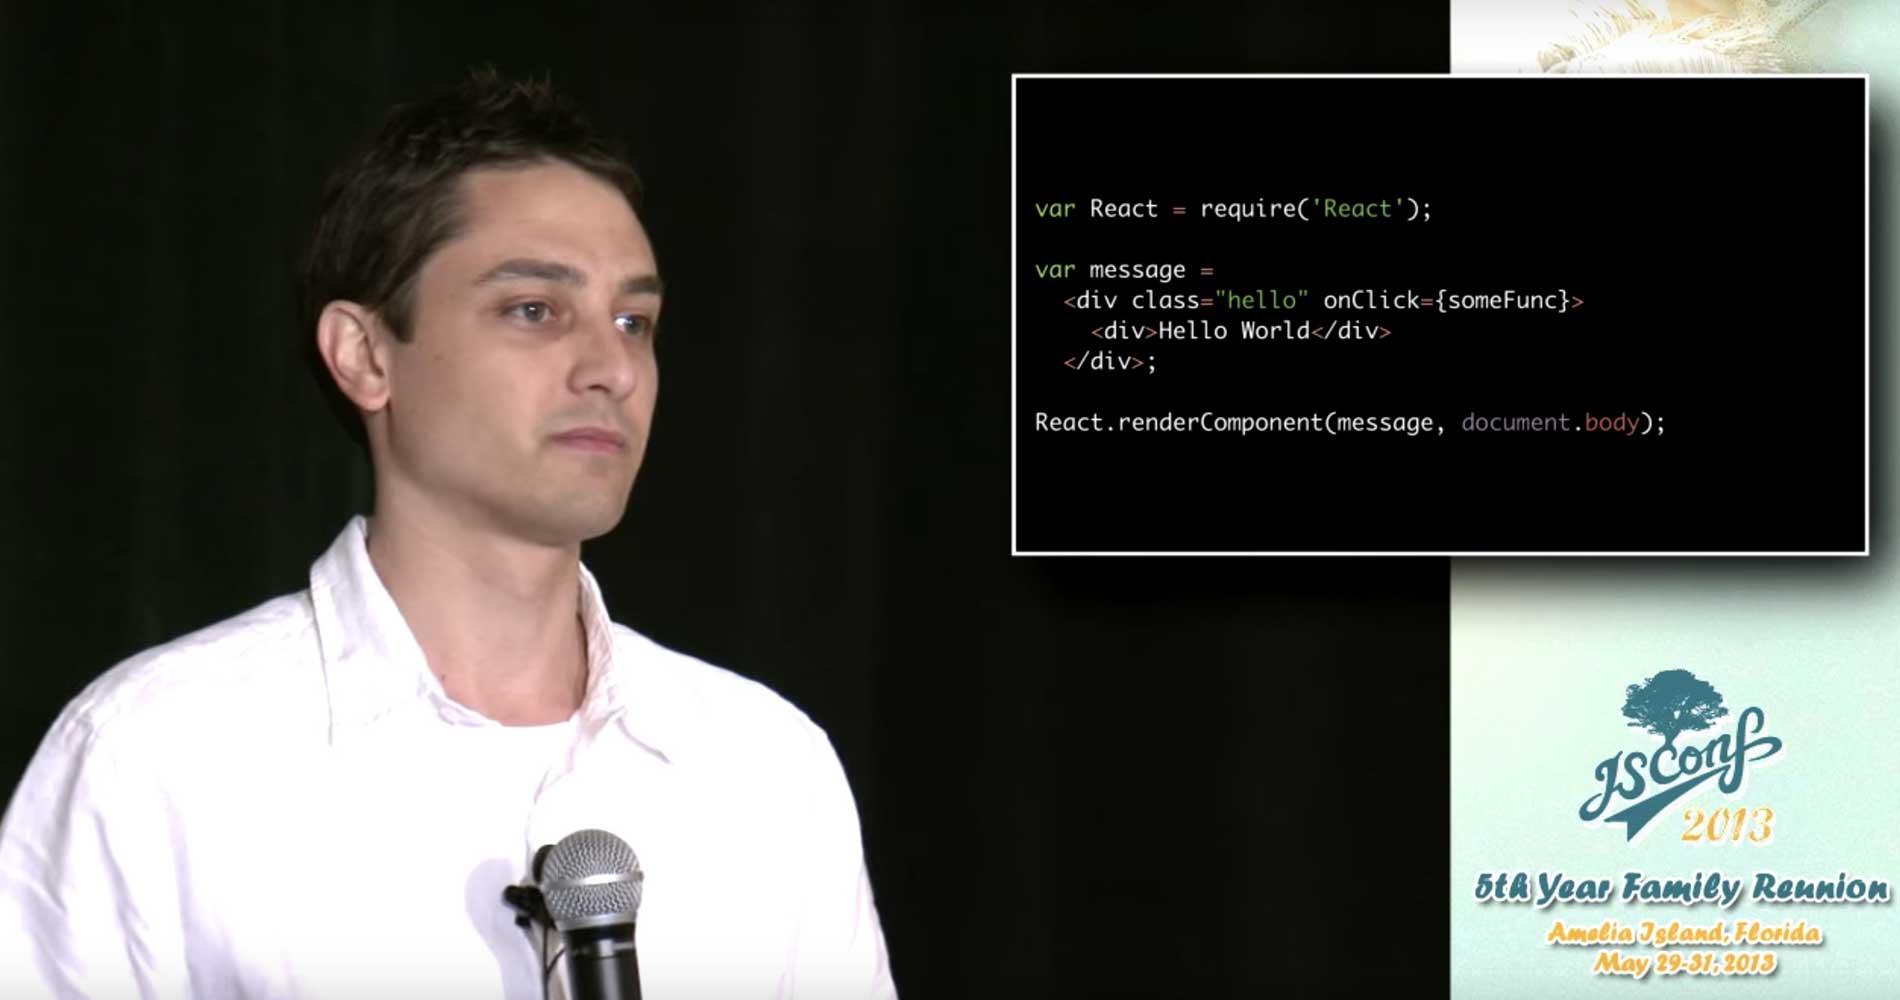 var React = require('React');
var message =
<div class="hello" onClick={someFunc}>
<div>Hello World</div>
</div>;
React.renderComponent(message, document.body);
JSConf
2013
5th Year Family Reunion
Amelia Island, Florida
May 29-31, 2013